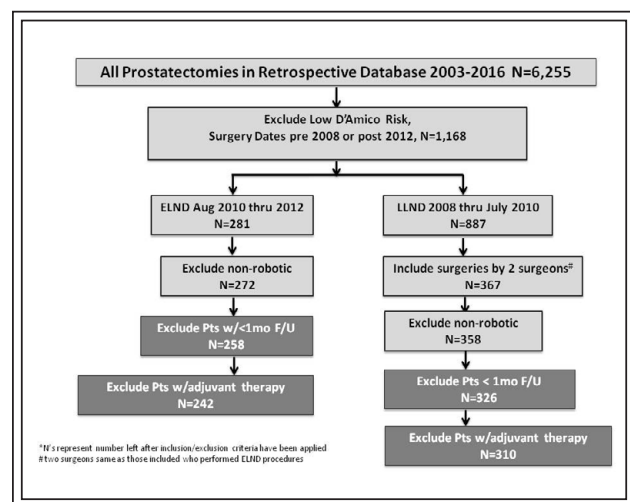 All Prostatectomies in Retrospective Database 2003-2016 N=6,255
Exclude Low D'Amico Risk,
Surgery Dates pre 2008 or post 2012, N=1,168
ELND Aug 2010 thru 2012
N=281
LLND 2008 thru July 2010
N=887
Exclude non-robotic
N=272
Include surgeries by 2 surgeons#
N=367
Exclude Pts w/<1mo F/U
N=258
Exclude non-robotic
N=358
Exclude Pts w/adjuvant therapy
N=242
Exclude Pts < 1mo F/U
N=326
Exclude Pts w/adjuvant therapy
N=310
*N's represent number left after inclusion/exclusion criteria have been applied
# two surgeons same as those included who performed ELND procedures